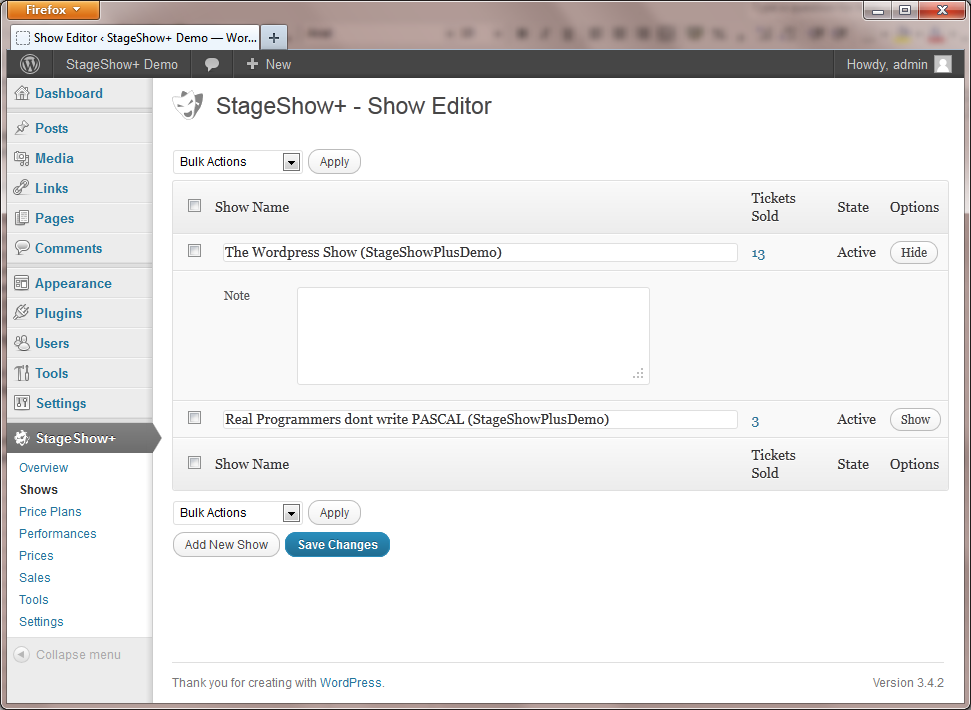 Firefox
Show Editor ‹ StageShow+ Demo — Wor...
StageShow+ Demo
New
Howdy, admin
Dashboard
Posts
Media
Links
Pages
Comments
Appearance
Plugins
Users
Tools
Settings
StageShow+
Overview
Shows
Price Plans
Performances
Prices
Sales
Tools
Settings
Collapse menu
StageShow+ - Show Editor
Bulk Actions Apply
Show Name Tickets Sold State Options
The Wordpress Show (StageShowPlusDemo) 13 Active Hide
Note
Real Programmers dont write PASCAL (StageShowPlusDemo) 3 Active Show
Show Name Tickets Sold State Options
Bulk Actions Apply
Add New Show Save Changes
Thank you for creating with WordPress. Version 3.4.2